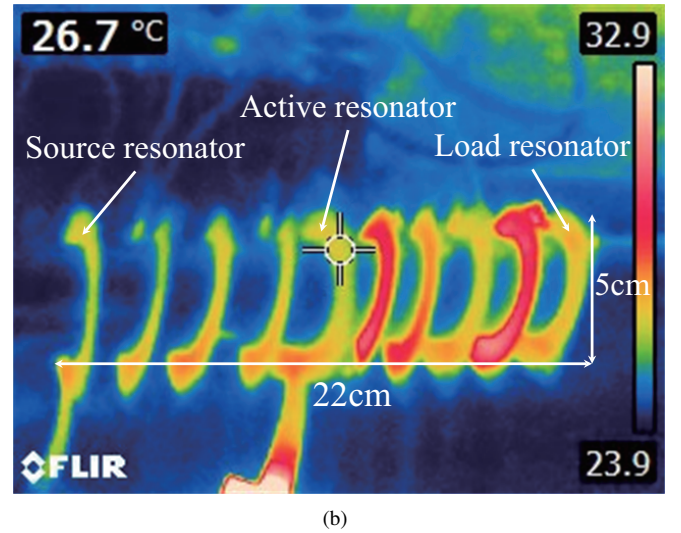 26.7 °C
32.9
Active resonator
Source resonator
Load resonator
5cm
22cm
FLIR
23.9
(b)